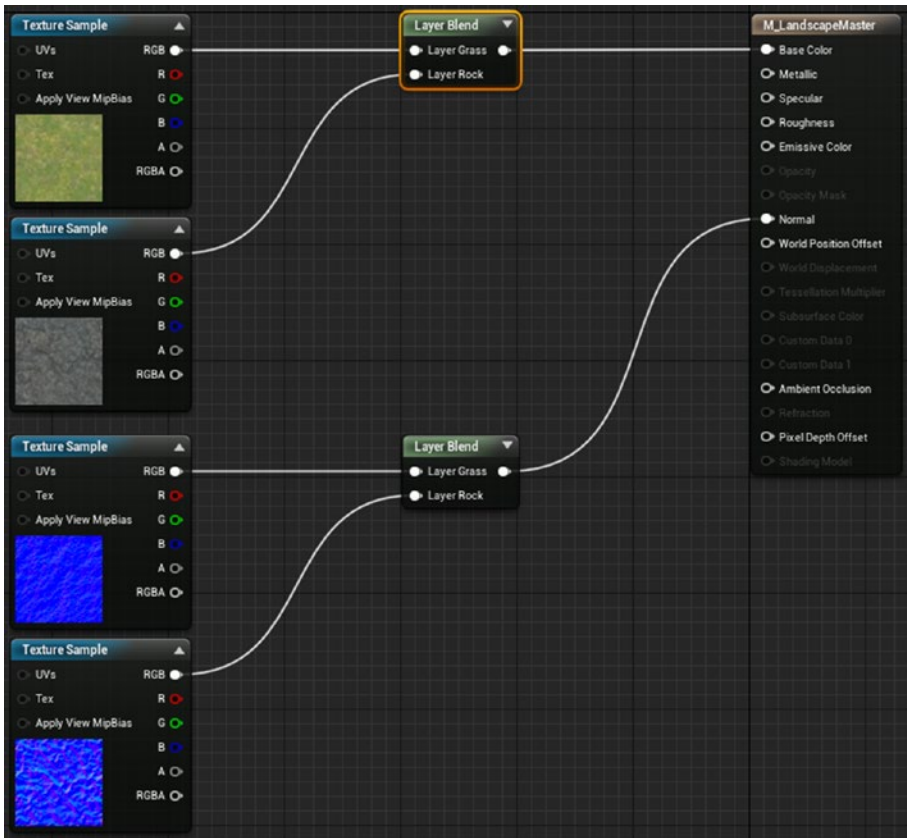 Texture Sample
UVs RGB
Tex R
Apply View MipBias G
B
A
RGBA
Texture Sample
UVs RGB
Tex R
Apply View MipBias G
B
A
RGBA
Texture Sample
UVs RGB
Tex R
Apply View MipBias G
B
A
RGBA
Texture Sample
UVs RGB
Tex R
Apply View MipBias G
B
A
RGBA
Layer Blend
Layer Grass
Layer Rock
Layer Blend
Layer Grass
Layer Rock
M_LandscapeMaster
Base Color
Metallic
Specular
Roughness
Emissive Color
Opacity
Opacity Mask
Normal
World Position Offset
World Displacement
Tessellation Multiplier
Subsurface Color
Custom Data 0
Custom Data 1
Ambient Occlusion
Refraction
Pixel Depth Offset
Shading Model